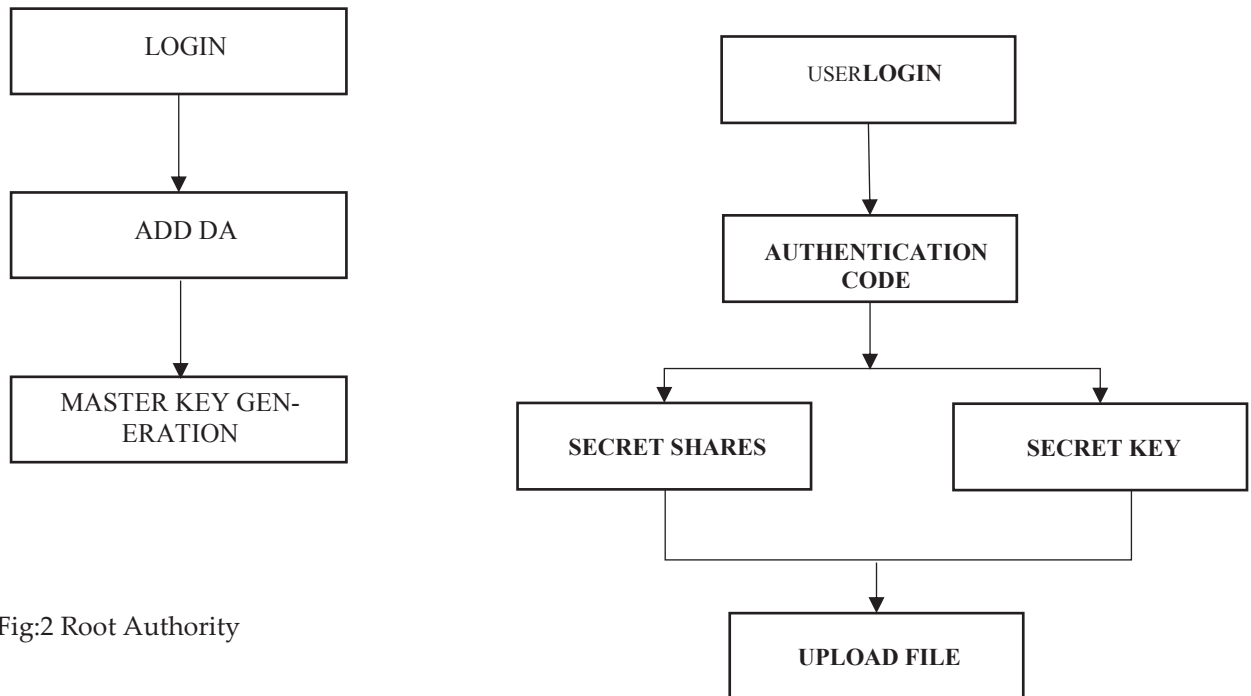 LOGIN
ADD DA
MASTER KEY GEN-
ERATION
Fig:2 Root Authority
USERLOGIN
AUTHENTICATION
CODE
SECRET SHARES
SECRET KEY
UPLOAD FILE